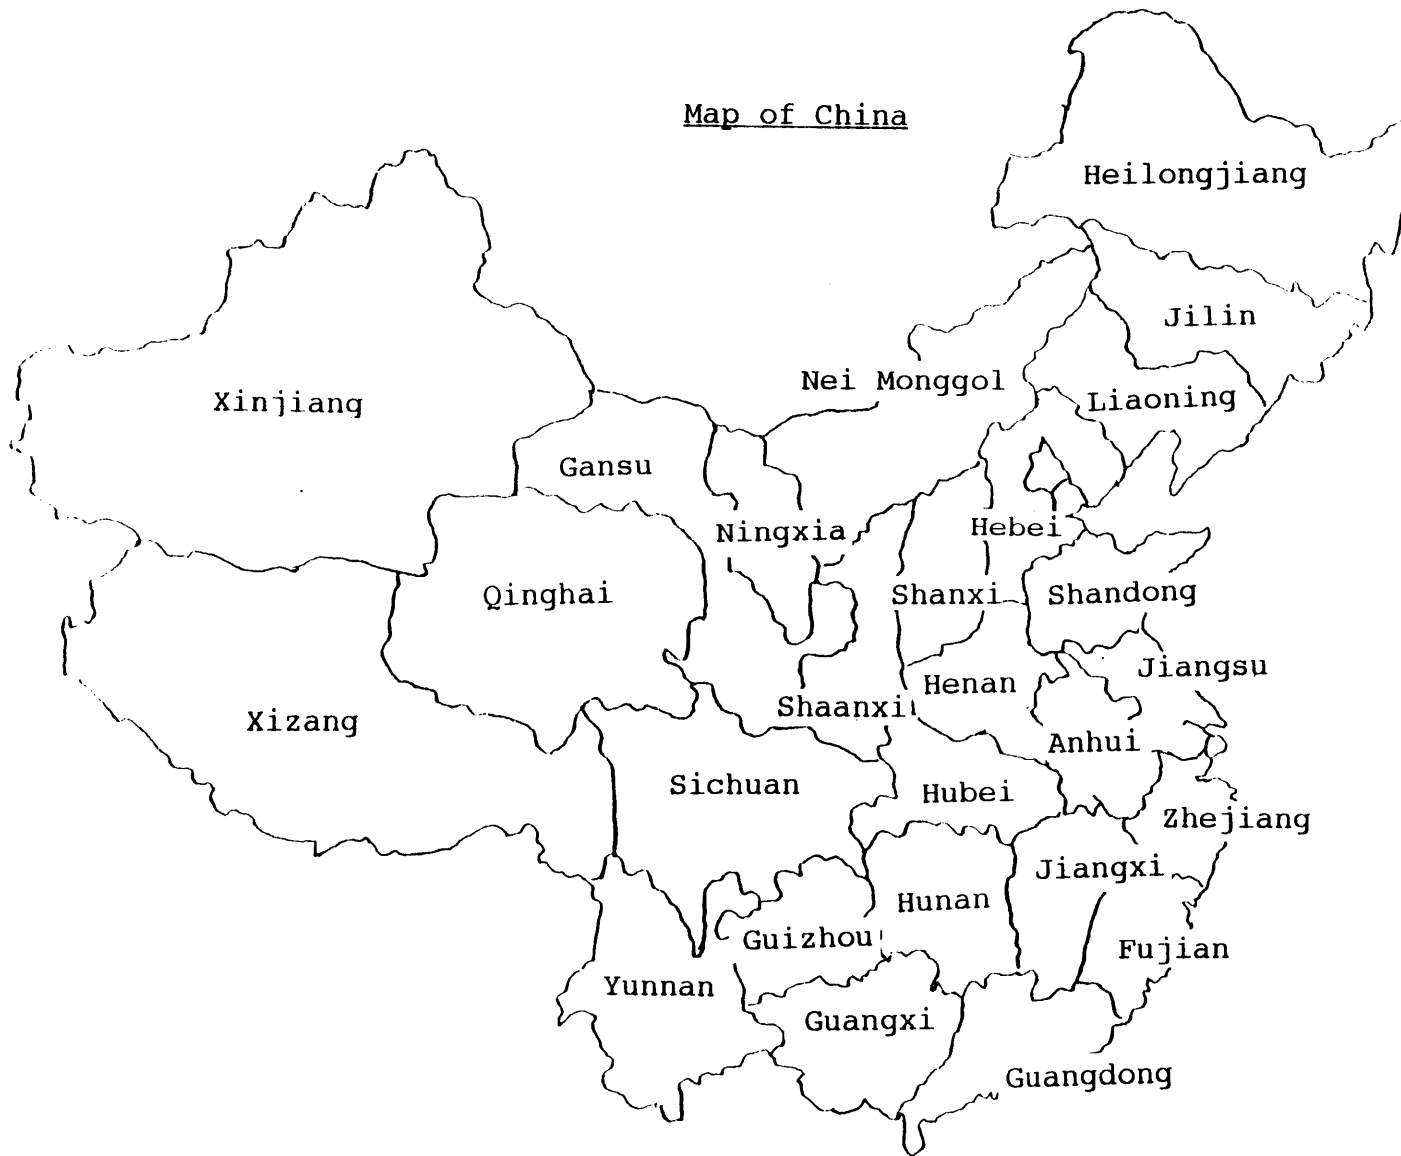 Map of China
Heilongjiang
Jilin
Nei Monggol
Liaoning
Xinjiang
Gansu
Ningxia
Hebei
Qinghai
Shanxi
Shandong
Jiangsu
Henan
Shaanxi
Xizang
Anhui
Sichuan
Hubei
Zhejiang
Jiangxi
Hunan
Guizhou
Fujian
Yunnan
Guangxi
Guangdong